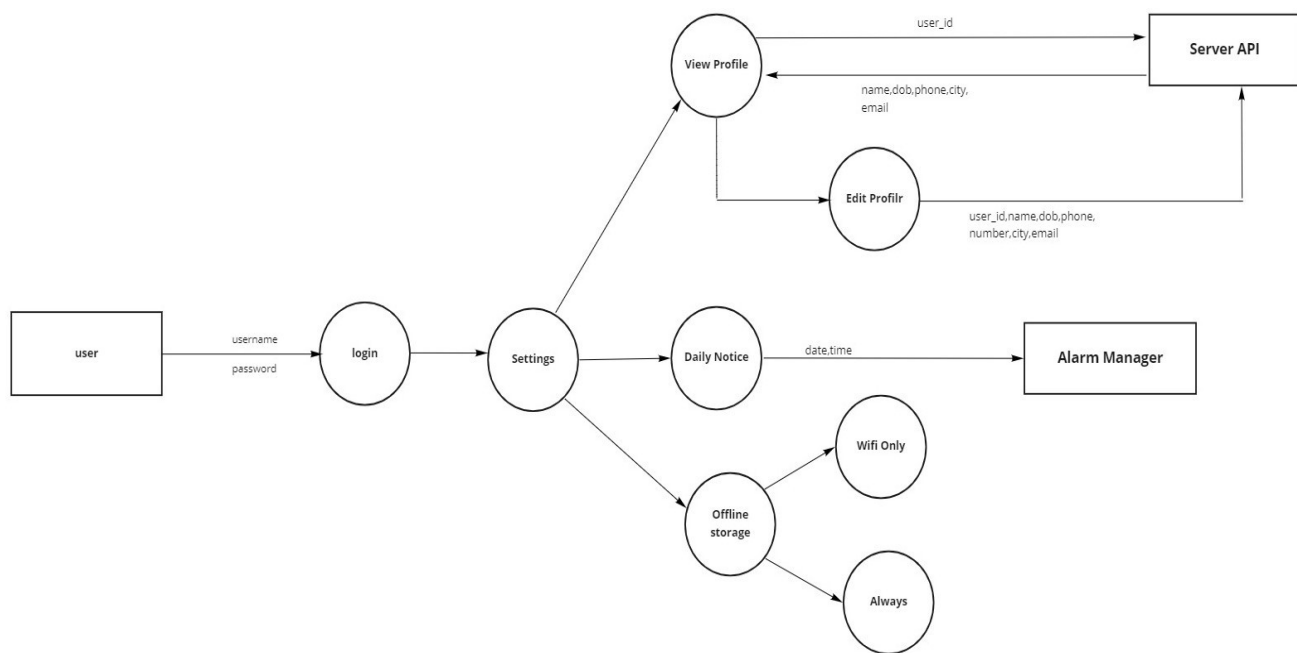 user_id
View Profile
Server API
name,dob,phone,city,
email
Edit Profilr
user_id,name,dob,phone,
number,city,email
user
username
password
login
Settings
Daily Notice
date,time
Alarm Manager
Wifi Only
Offline
storage
Always